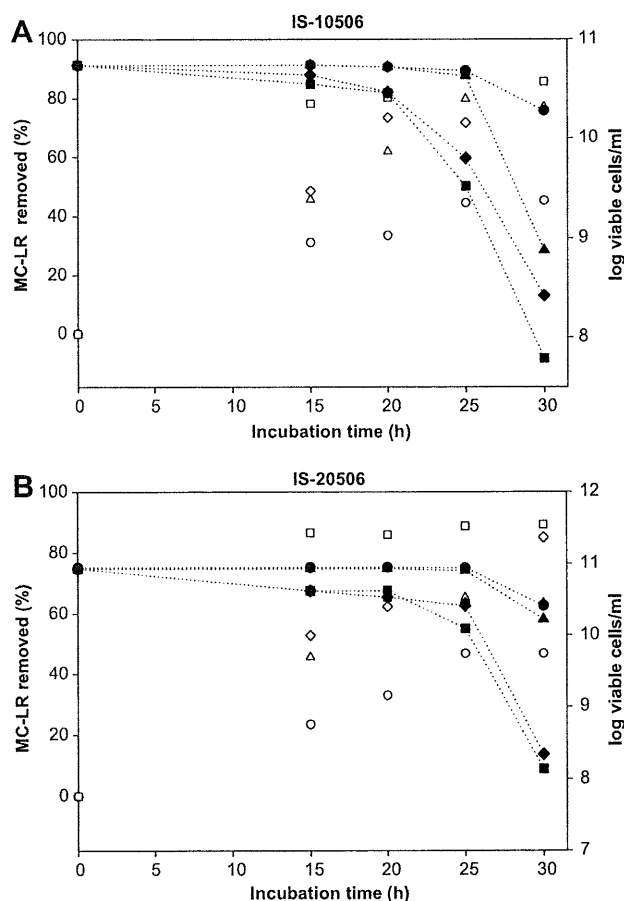 A
IS-10506
100
80
60
40
20
0
MC-LR removed (%)
11
10
9
8
log viable cells/ml
0 5 10 15 20 25 30
Incubation time (h)
B
IS-20506
100
80
60
40
20
0
MC-LR removed (%)
12
11
10
9
8
7
log viable cells/ml
0 5 10 15 20 25 30
Incubation time (h)